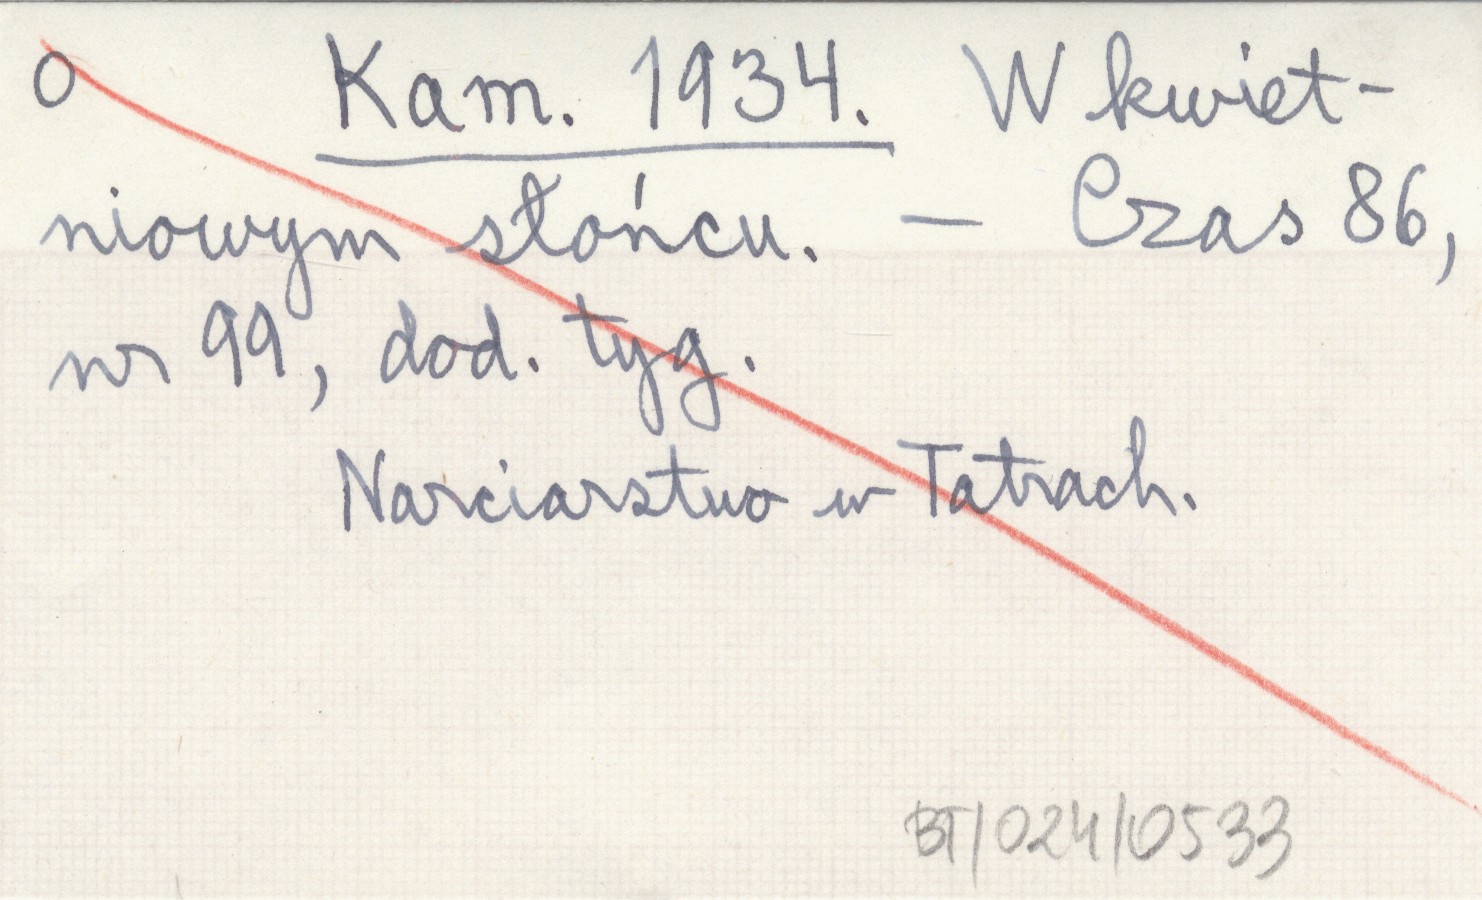 O Kam. 1934. W kwiet-
niowym słońcu. — Czas 86,
nr 99, dod. tyg.
Narciarstwo w Tatrach.
BT/024/0533